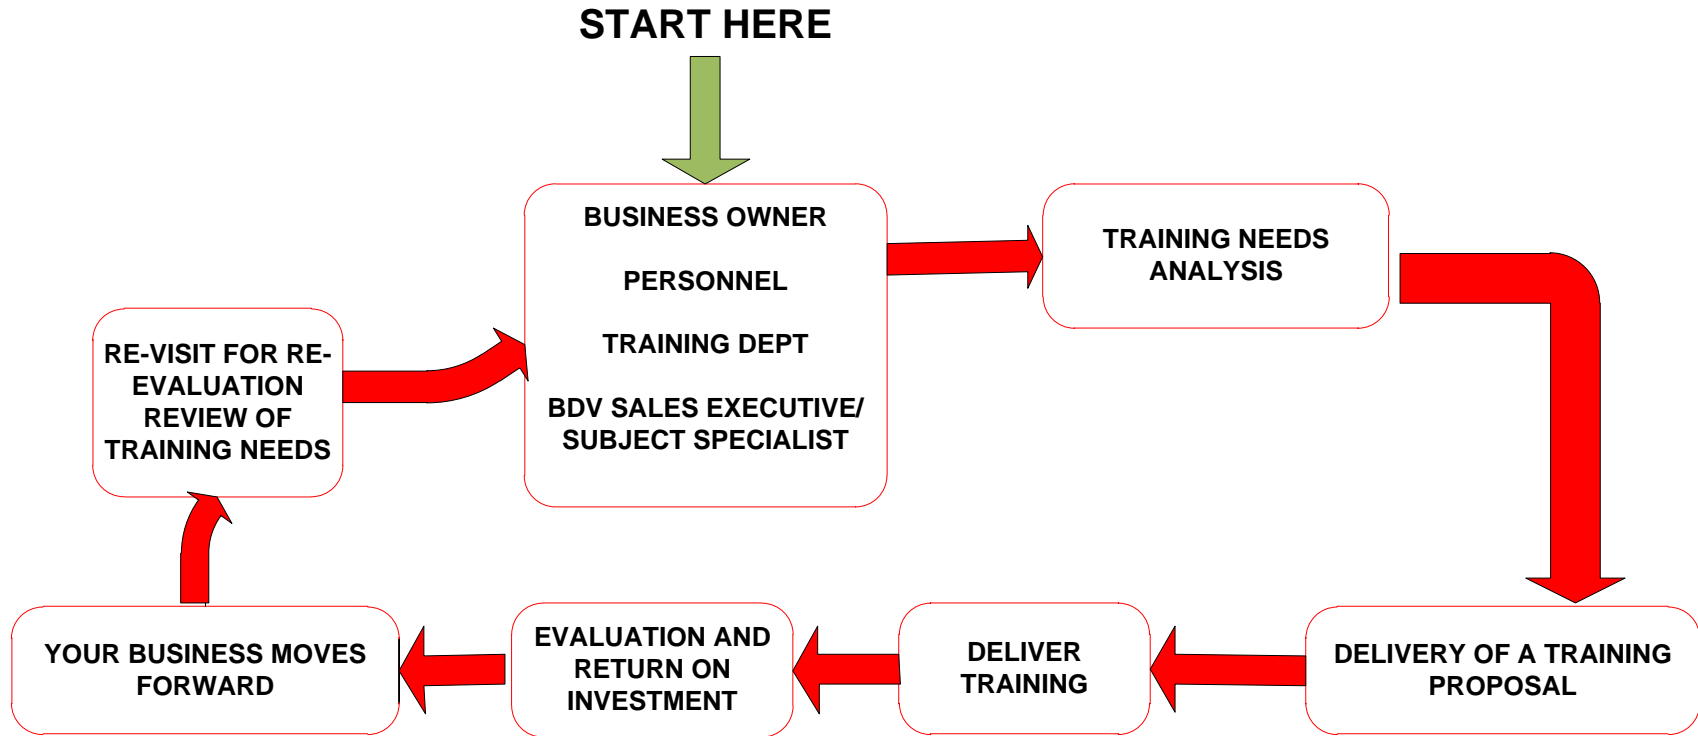 START HERE
BUSINESS OWNER
PERSONNEL
TRAINING DEPT
BDV SALES EXECUTIVE/
SUBJECT SPECIALIST
TRAINING NEEDS
ANALYSIS
DELIVERY OF A TRAINING
PROPOSAL
DELIVER
TRAINING
EVALUATION AND
RETURN ON
INVESTMENT
YOUR BUSINESS MOVES
FORWARD
RE-VISIT FOR RE-
EVALUATION
REVIEW OF
TRAINING NEEDS